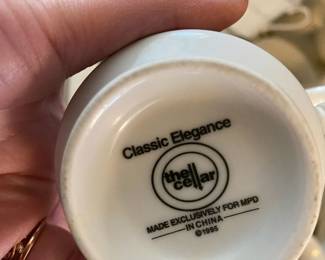 Classic Elegance
the
cellar
MADE EXCLUSIVELY FOR MPD
IN CHINA
©1995